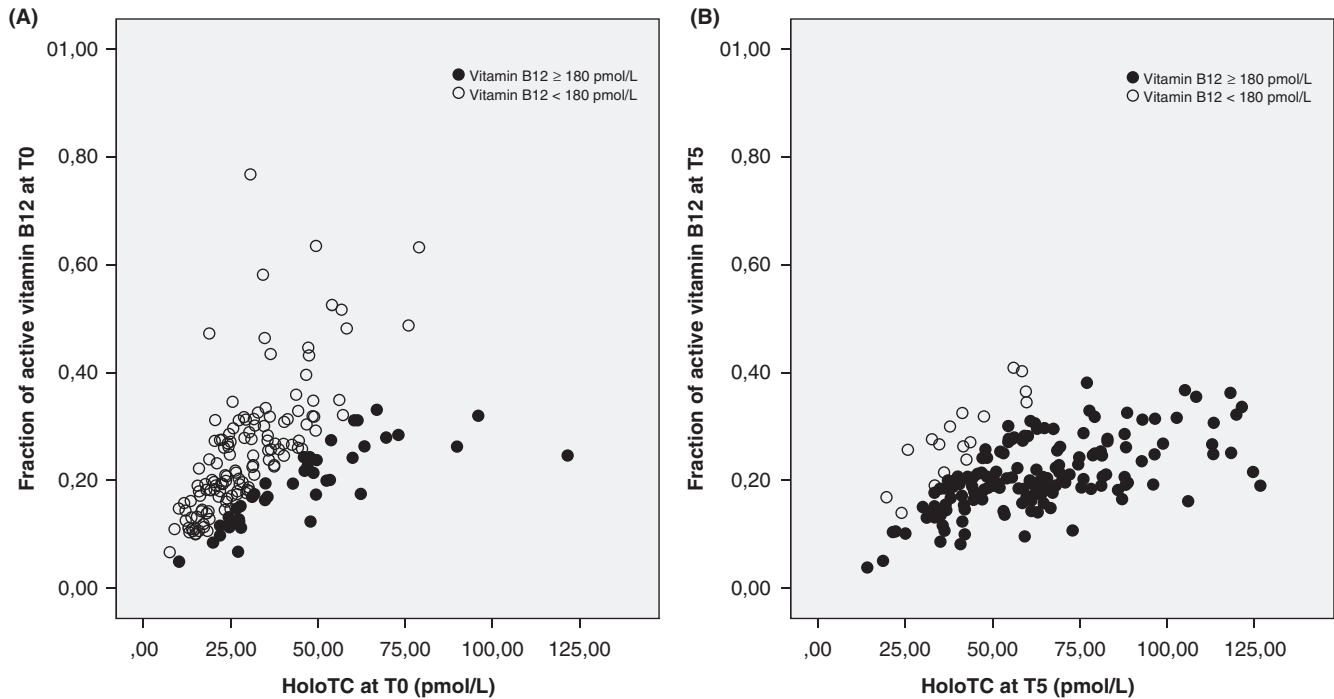 (A)
01,00
0,80
0,60
0,40
0,20
0,00
Fraction of active vitamin B12 at T0
Vitamin B12 ≥ 180 pmol/L
Vitamin B12 < 180 pmol/L
,00 25,00 50,00 75,00 100,00 125,00
HoloTC at T0 (pmol/L)
(B)
01,00
0,80
0,60
0,40
0,20
0,00
Fraction of active vitamin B12 at T5
Vitamin B12 ≥ 180 pmol/L
Vitamin B12 < 180 pmol/L
,00 25,00 50,00 75,00 100,00 125,00
HoloTC at T5 (pmol/L)